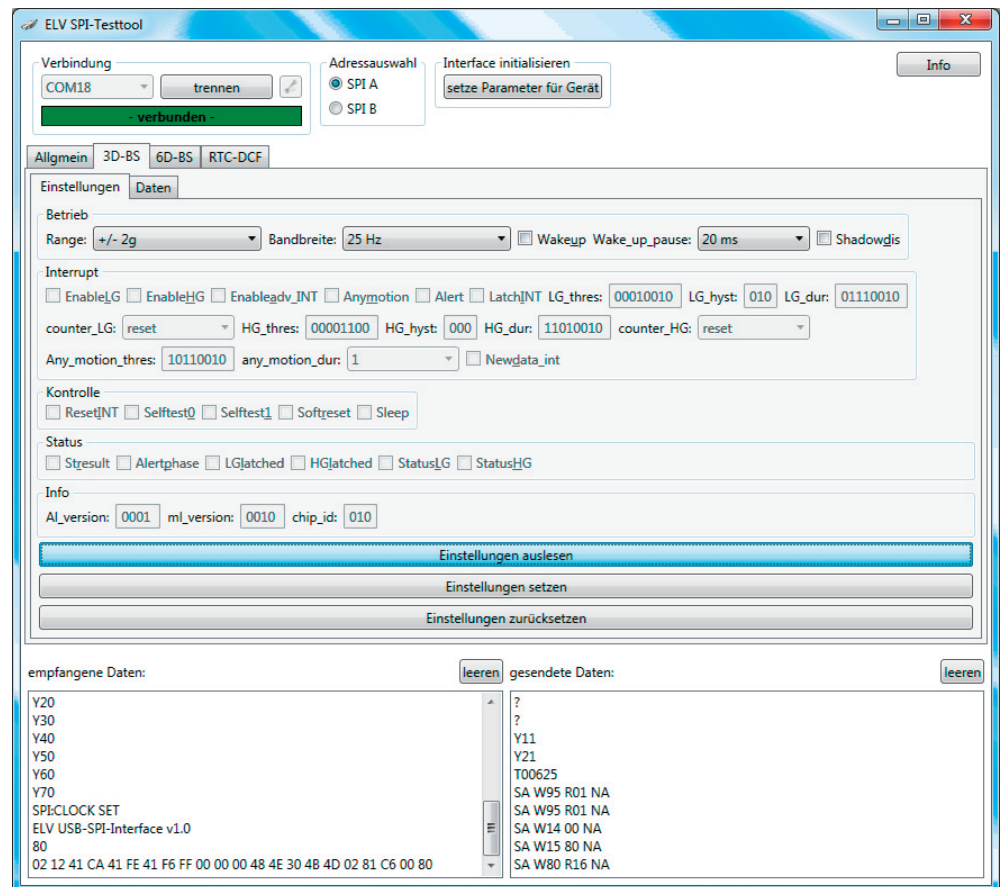 ELV SPI-Testtool
Verbindung Adressauswahl Interface initialisieren
COM18 trennen SPI A setze Parameter für Gerät Info
- verbunden - SPI B
Allgmein 3D-BS 6D-BS RTC-DCF
Einstellungen Daten
Betrieb
Range: +/- 2g Bandbreite: 25 Hz Wakeup Wake_up_pause: 20 ms Shadowdis
Interrupt
EnableLG EnableHG Enableadv_INT Anymotion Alert LatchINT LG_thres: 00010010 LG_hyst: 010 LG_dur: 01110010
counter_LG: reset HG_thres: 00001100 HG_hyst: 000 HG_dur: 11010010 counter_HG: reset
Any_motion_thres: 10110010 any_motion_dur: 1 Newdata_int
Kontrolle
ResetINT Selftest0 Selftest1 Softreset Sleep
Status
Stresult Alertphase LGlatched HGlatched StatusLG StatusHG
Info
Al_version: 0001 ml_version: 0010 chip_id: 010
Einstellungen auslesen
Einstellungen setzen
Einstellungen zurücksetzen
empfangene Daten: leeren
Y20
Y30
Y40
Y50
Y60
Y70
SPI:CLOCK SET
ELV USB-SPI-Interface v1.0
80
02 12 41 CA 41 FE 41 F6 FF 00 00 00 48 4E 30 4B 4D 02 81 C6 00 80
gesendete Daten: leeren
?
?
Y11
Y21
T00625
SA W95 R01 NA
SA W95 R01 NA
SA W14 00 NA
SA W15 80 NA
SA W80 R16 NA